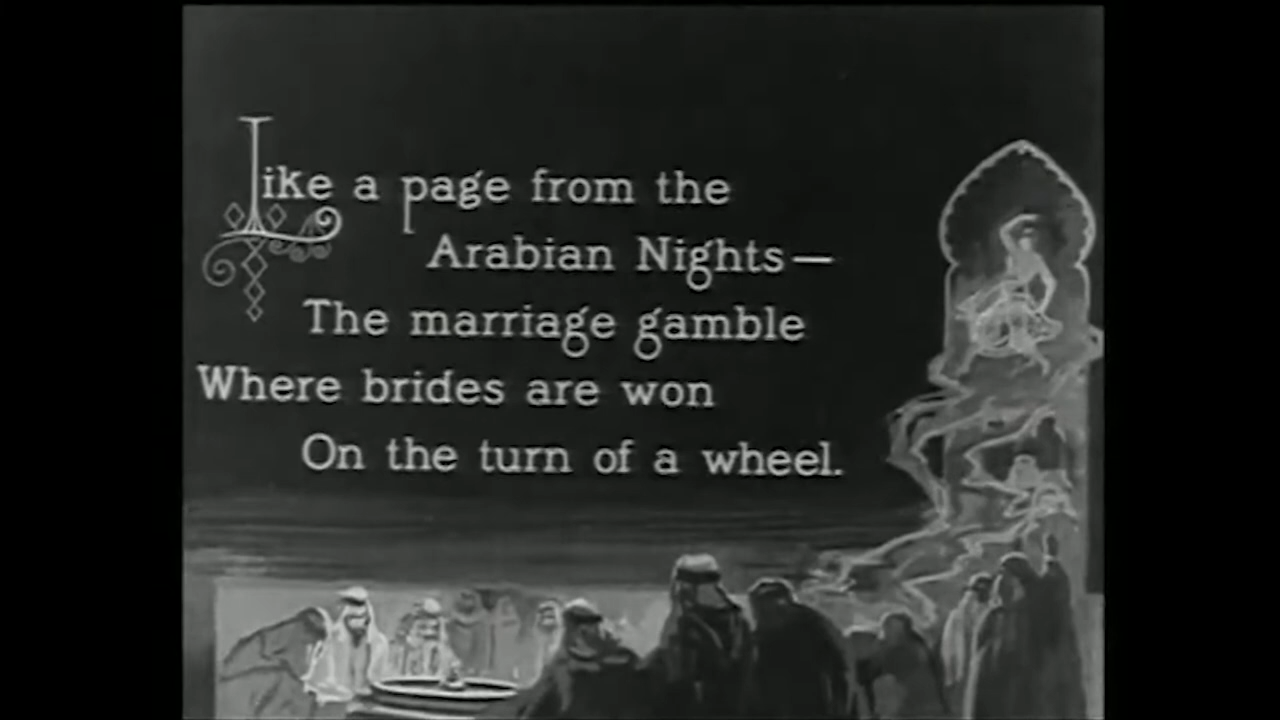 Like a page from the
Arabian Nights—
The marriage gamble
Where brides are won
On the turn of a wheel.